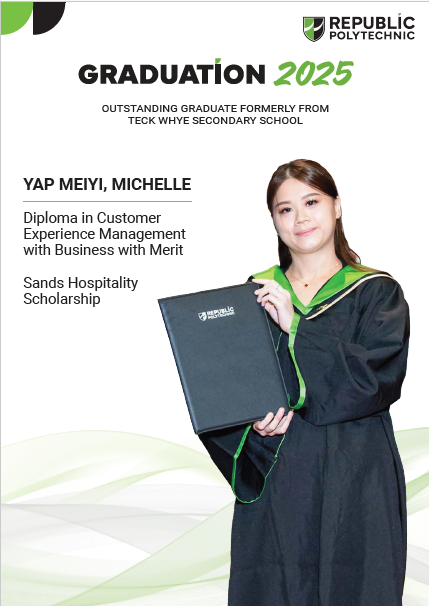 REPUBLIC
POLYTECHNIC
GRADUATION 2025
OUTSTANDING GRADUATE FORMERLY FROM
TECK WHYE SECONDARY SCHOOL
YAP MEIYI, MICHELLE
Diploma in Customer
Experience Management
with Business with Merit
Sands Hospitality
Scholarship
REPUBLIC
POLYTECHNIC